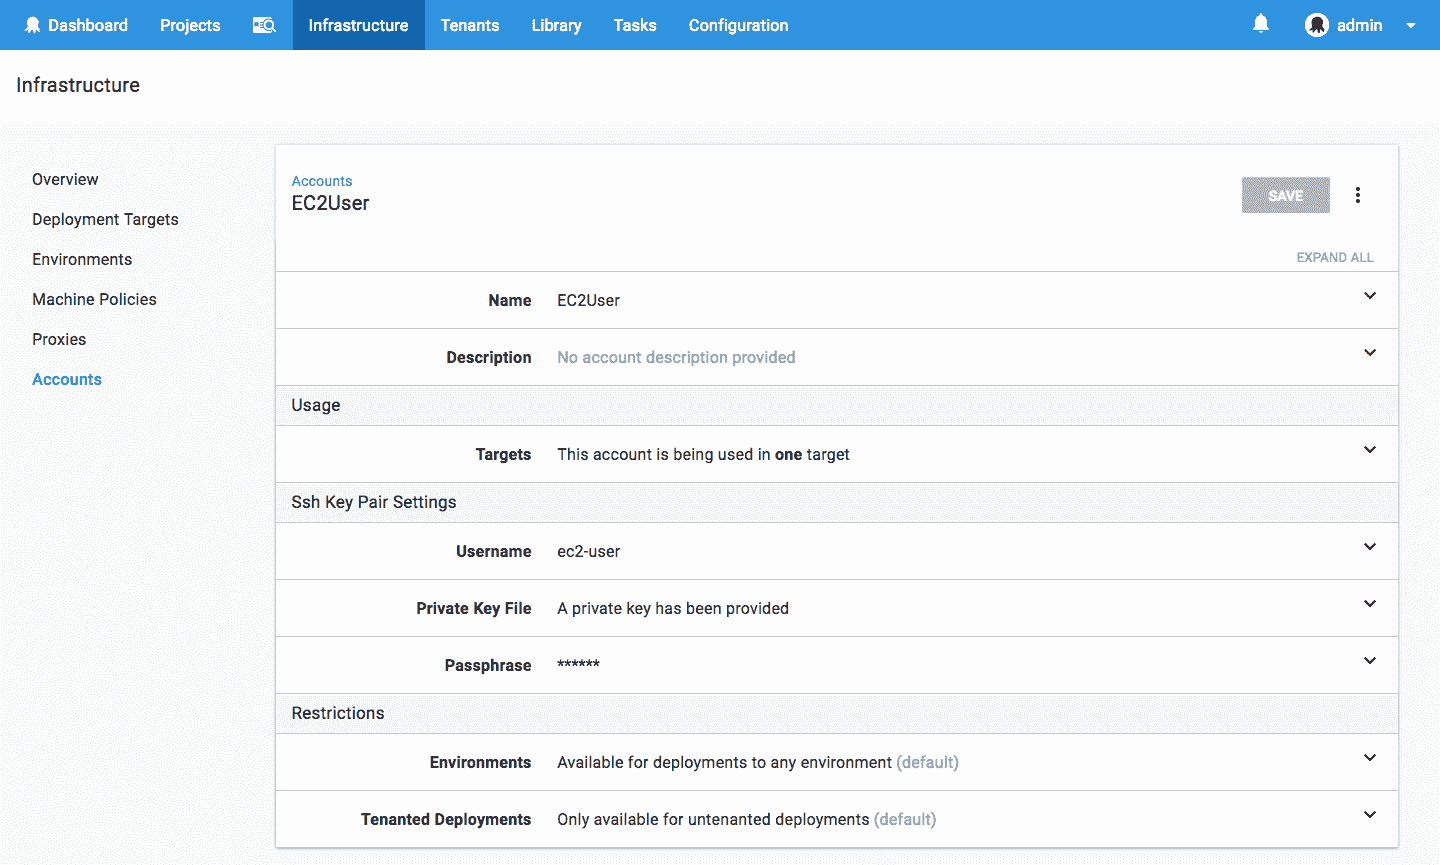 Dashboard Projects Infrastructure Tenants Library Tasks Configuration admin
Infrastructure
Overview
Deployment Targets
Environments
Machine Policies
Proxies
Accounts
Accounts
EC2User
SAVE
EXPAND ALL
Name EC2User
Description No account description provided
Usage
Targets This account is being used in one target
Ssh Key Pair Settings
Username ec2-user
Private Key File A private key has been provided
Passphrase ******
Restrictions
Environments Available for deployments to any environment (default)
Tenanted Deployments Only available for untenanted deployments (default)